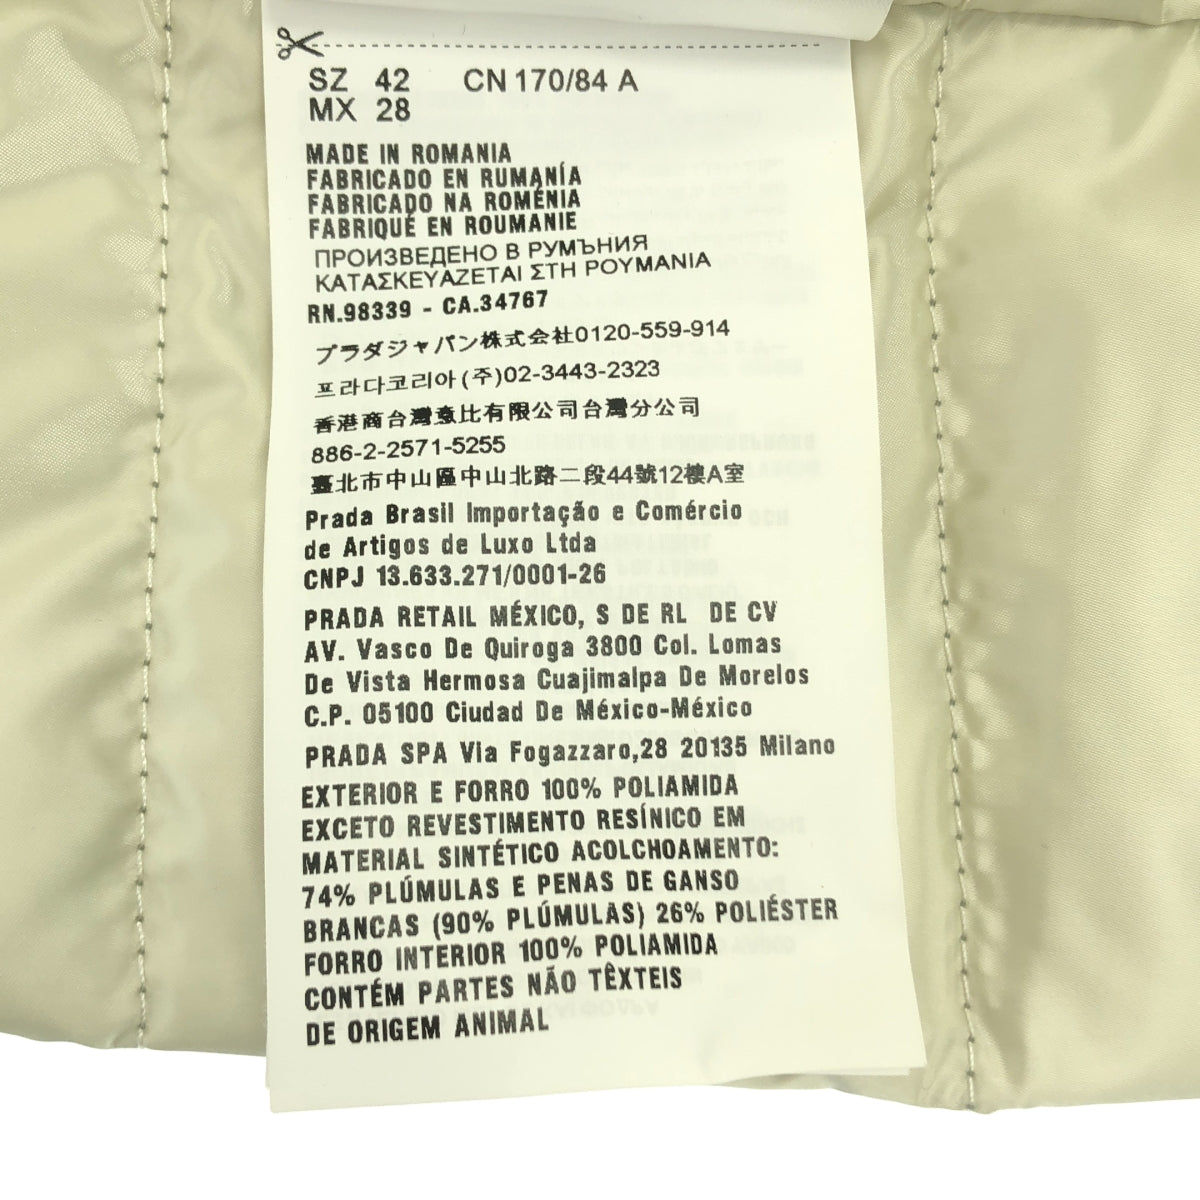 SZ 42 CN 170/84 A
MX 28
MADE IN ROMANIA
FABRICADO EN RUMANÍA
FABRICADO NA ROMÉNIA
FABRIQUÉ EN ROUMANIE
ПРОИЗВЕДЕНО В РУМЪНИЯ
ΚΑΤΑΣΚΕΥΑΖΕΤΑΙ ΣΤΗ ΡΟΥΜΑΝΙΑ
RN.98339 - CA.34767
プラダジャパン株式会社0120-559-914
프라다코리아(주)02-3443-2323
香港商台灣意比有限公司台灣分公司
886-2-2571-5255
臺北市中山區中山北路二段44號12樓A室
Prada Brasil Importação e Comércio
de Artigos de Luxo Ltda
CNPJ 13.633.271/0001-26
PRADA RETAIL MÉXICO, S DE RL DE CV
AV. Vasco De Quiroga 3800 Col. Lomas
De Vista Hermosa Cuajimalpa De Morelos
C.P. 05100 Ciudad De México-México
PRADA SPA Via Fogazzaro,28 20135 Milano
EXTERIOR E FORRO 100% POLIAMIDA
EXCETO REVESTIMENTO RESÍNICO EM
MATERIAL SINTÉTICO ACOLCHOAMENTO:
74% PLÚMULAS E PENAS DE GANSO
BRANCAS (90% PLÚMULAS) 26% POLIÉSTER
FORRO INTERIOR 100% POLIAMIDA
CONTÉM PARTES NÃO TÊXTEIS
DE ORIGEM ANIMAL